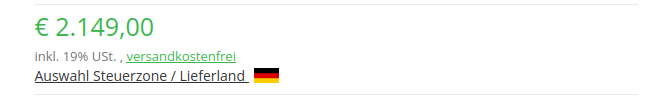 € 2.149,00
inkl. 19% USt. , versandkostenfrei
Auswahl Steuerzone / Lieferland